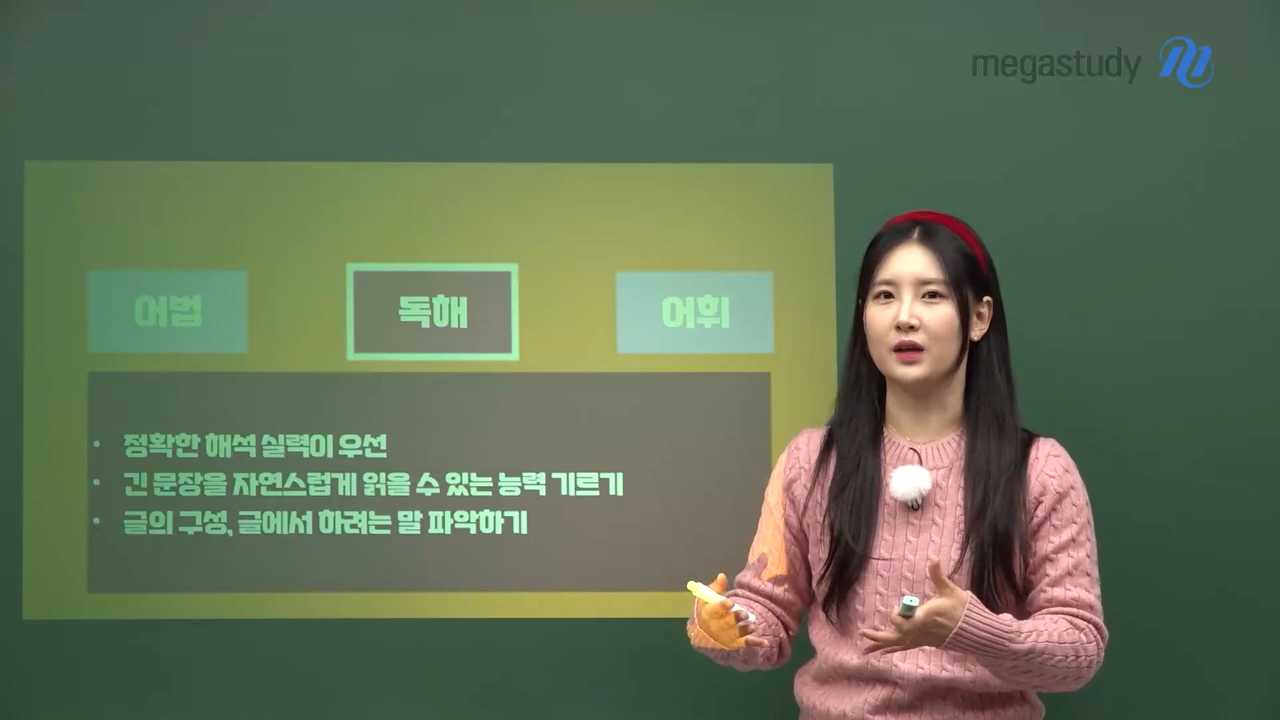 megastudy
어법
독해
어휘
• 정확한 해석 실력이 우선
• 긴 문장을 자연스럽게 읽을 수 있는 능력 기르기
• 글의 구성, 글에서 하려는 말 파악하기